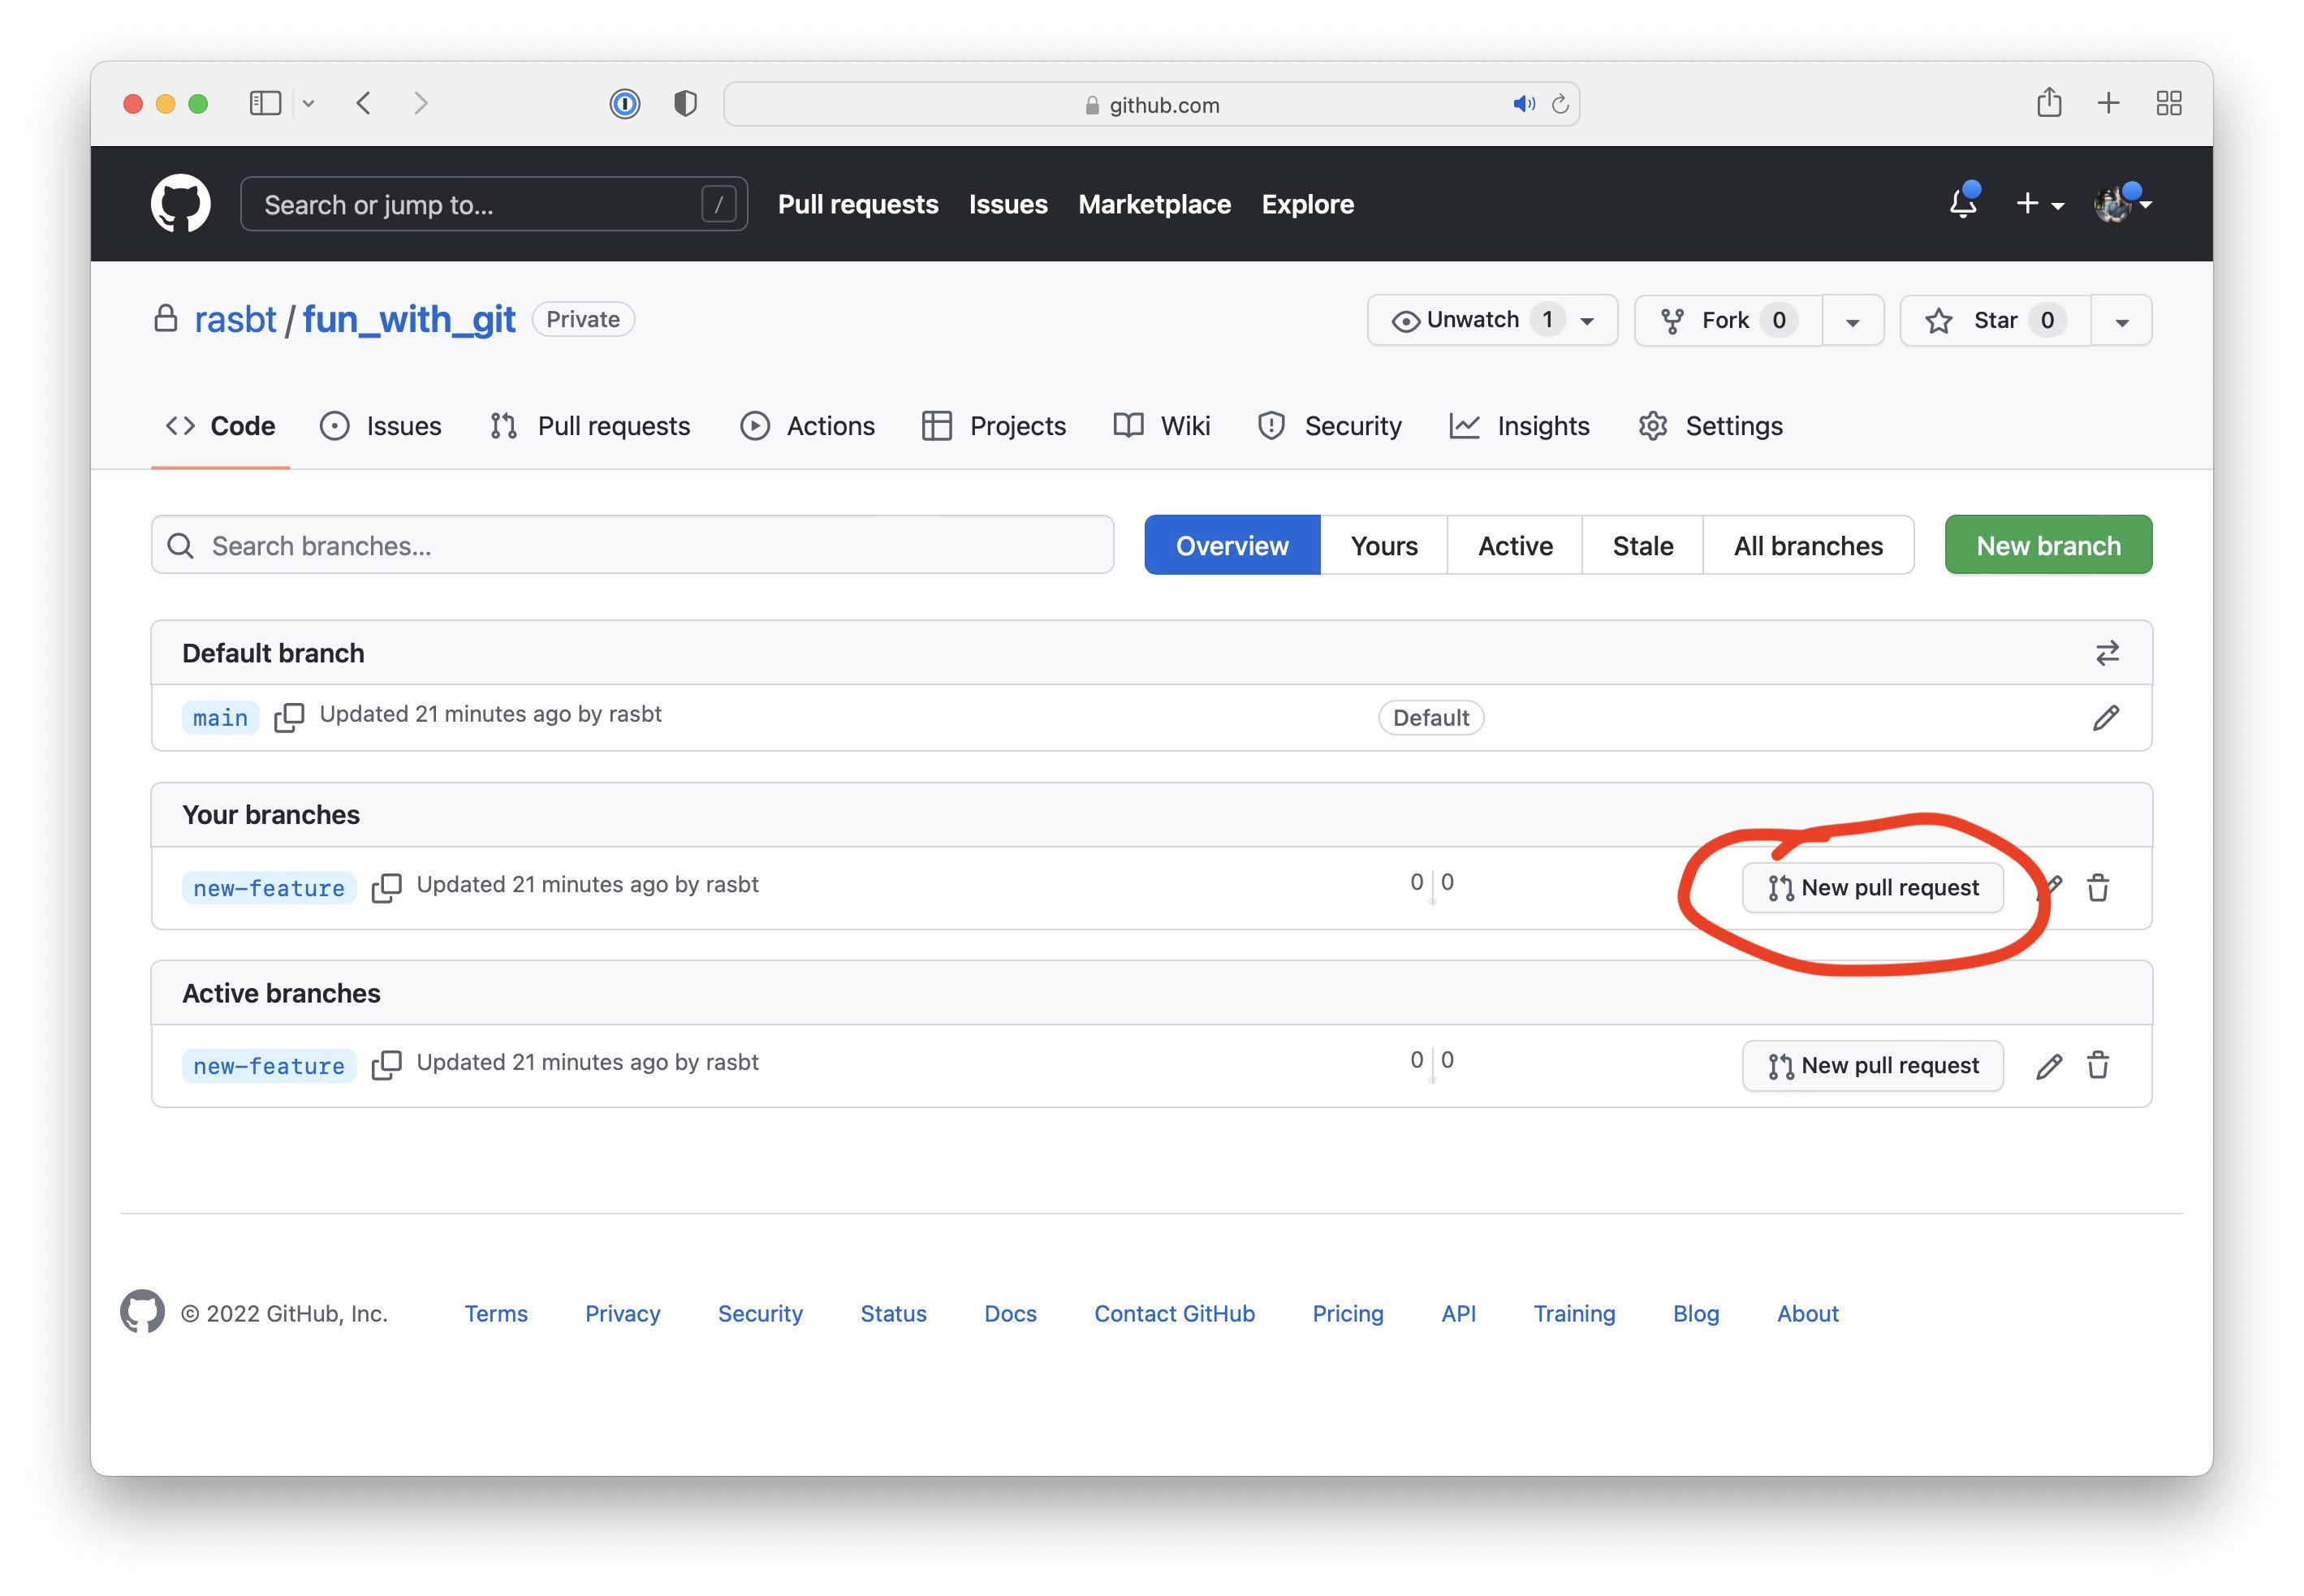 github.com
Search or jump to... / Pull requests Issues Marketplace Explore
rasbt / fun_with_git Private Unwatch 1 Fork 0 Star 0
Code Issues Pull requests Actions Projects Wiki Security Insights Settings
Search branches... Overview Yours Active Stale All branches New branch
Default branch
main Updated 21 minutes ago by rasbt Default
Your branches
new-feature Updated 21 minutes ago by rasbt 0 0 New pull request
Active branches
new-feature Updated 21 minutes ago by rasbt 0 0 New pull request
© 2022 GitHub, Inc. Terms Privacy Security Status Docs Contact GitHub Pricing API Training Blog About